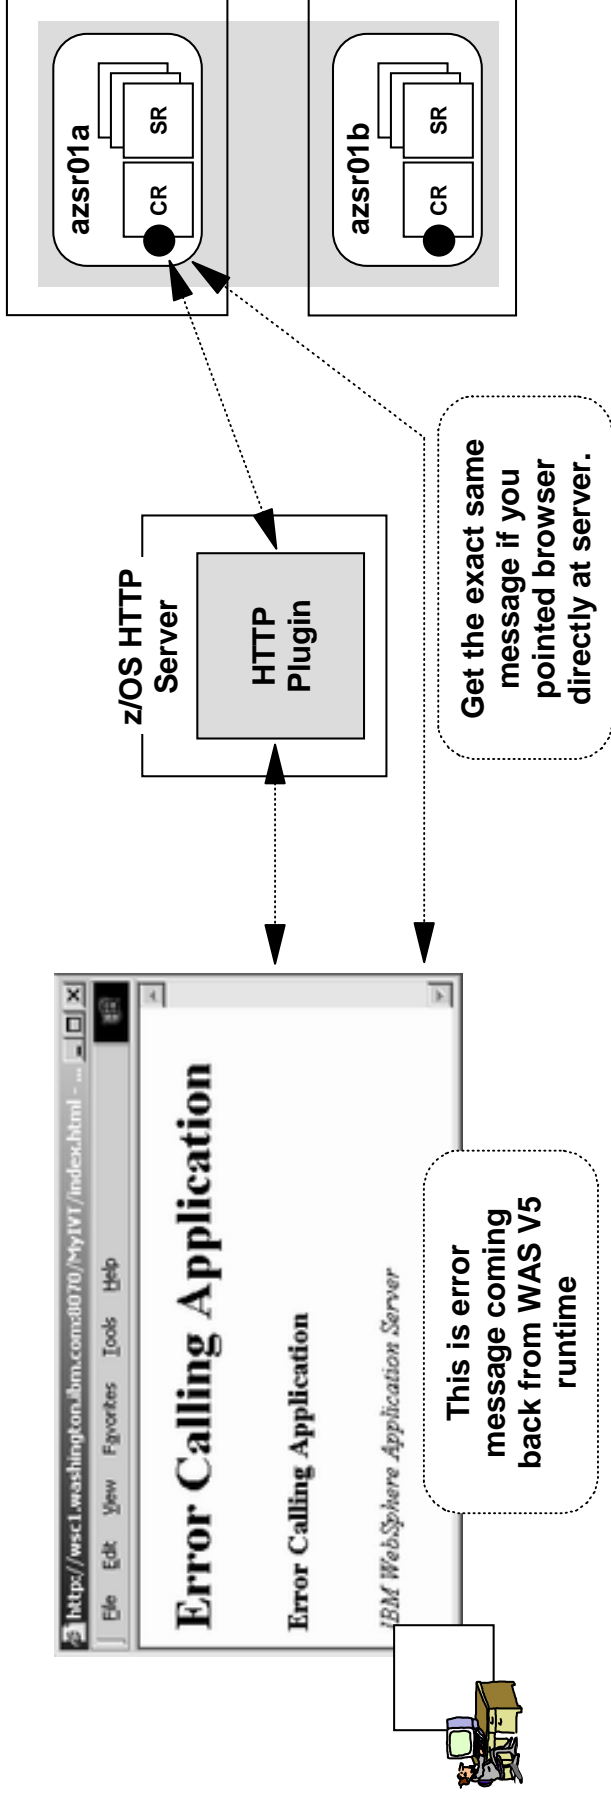 http://wsc1.washington.ibm.com:8070/MyIVT/index.html - ...
File Edit View Favorites Tools Help
Error Calling Application
Error Calling Application
IBM WebSphere Application Server
This is error
message coming
back from WAS V5
runtime
z/OS HTTP
Server
HTTP
Plugin
Get the exact same
message if you
pointed browser
directly at server.
azsr01a
CR
SR
azsr01b
CR
SR